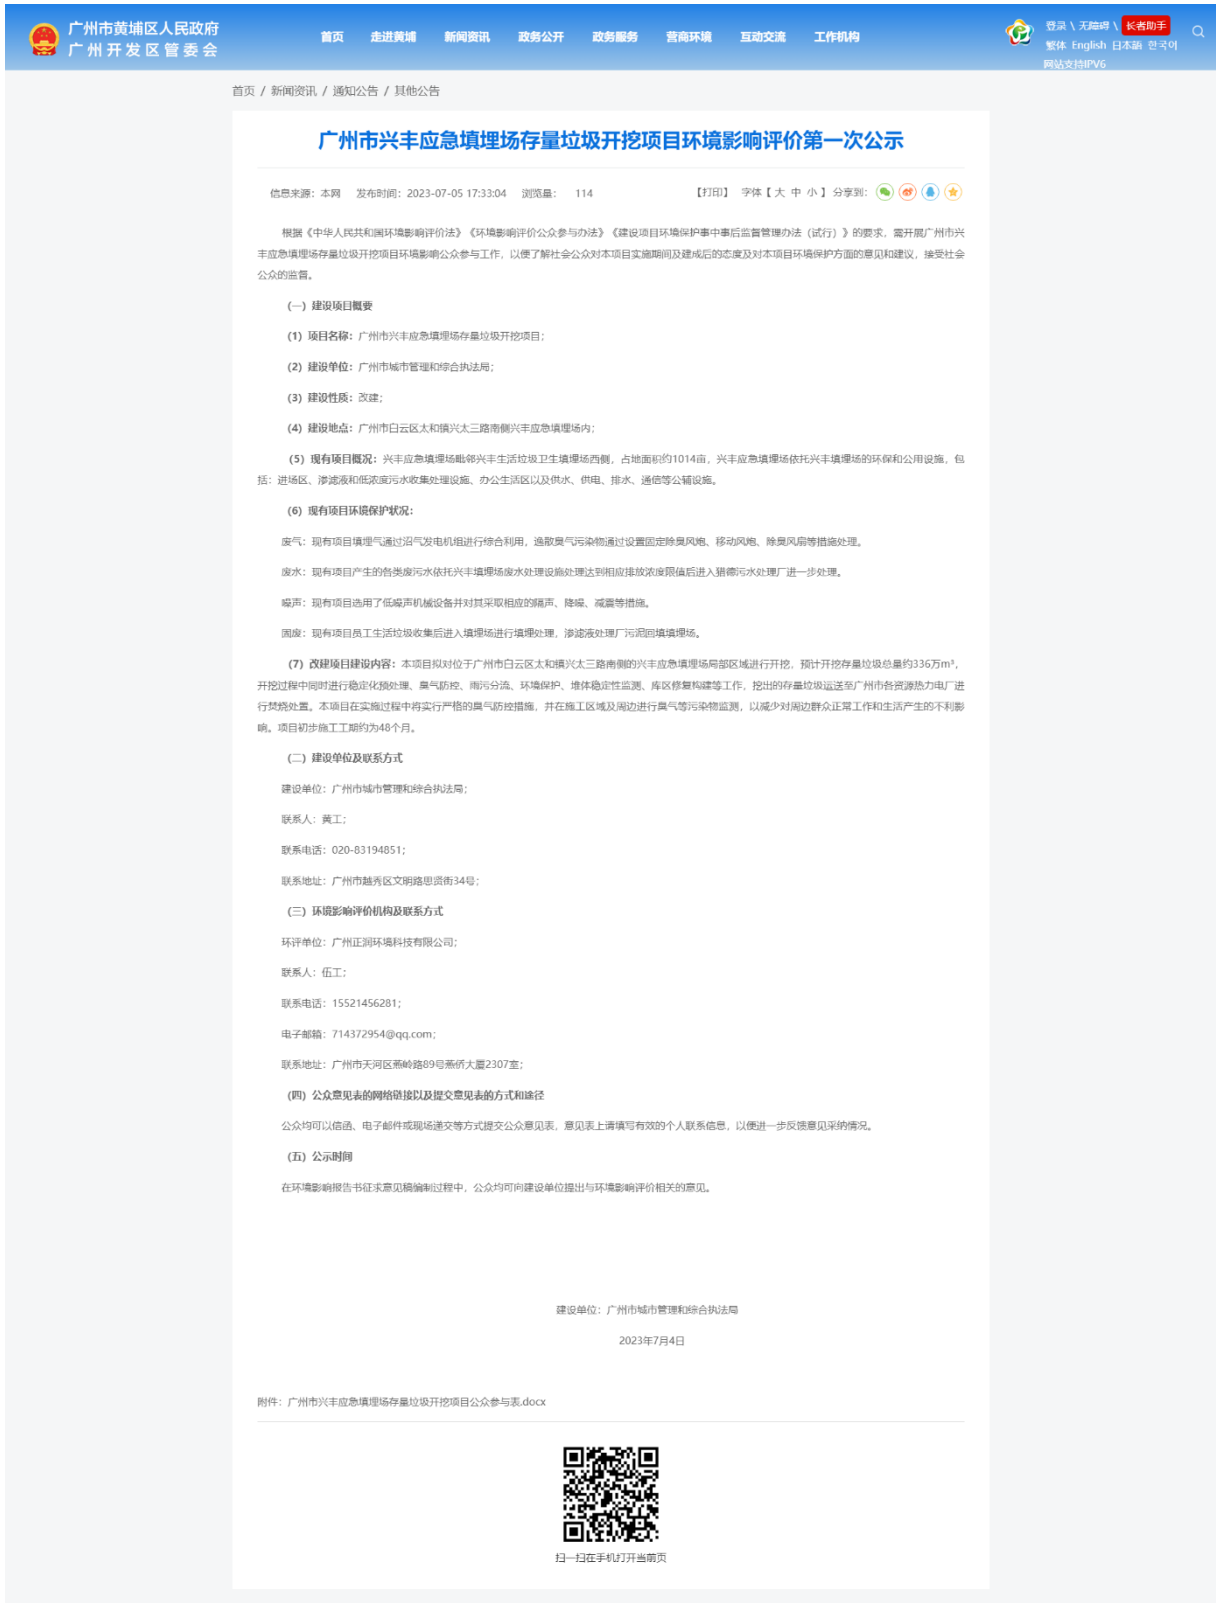 广州市黄埔区人民政府
广州开发区管委会
首页 走进黄埔 新闻资讯 政务公开 政务服务 营商环境 互动交流 工作机构
登录 \ 无障碍 \ 长者助手
繁体 English 日本語 한국어
网站支持IPV6
首页 / 新闻资讯 / 通知公告 / 其他公告
广州市兴丰应急填埋场存量垃圾开挖项目环境影响评价第一次公示
信息来源：本网 发布时间：2023-07-05 17:33:04 浏览量： 114 【打印】 字体【 大 中 小 】 分享到：
根据《中华人民共和国环境影响评价法》《环境影响评价公众参与办法》《建设项目环境保护事中事后监督管理办法（试行）》的要求，需开展广州市兴
丰应急填埋场存量垃圾开挖项目环境影响公众参与工作，以便了解社会公众对本项目实施期间及建成后的态度及对本项目环境保护方面的意见和建议，接受社会
公众的监督。
（一）建设项目概要
（1）项目名称：广州市兴丰应急填埋场存量垃圾开挖项目；
（2）建设单位：广州市城市管理和综合执法局；
（3）建设性质：改建；
（4）建设地点：广州市白云区太和镇兴太三路南侧兴丰应急填埋场内；
（5）现有项目概况：兴丰应急填埋场毗邻兴丰生活垃圾卫生填埋场西侧，占地面积约1014亩，兴丰应急填埋场依托兴丰填埋场的环保和公用设施，包
括：进场区、渗滤液和低浓度污水收集处理设施、办公生活区以及供水、供电、排水、通信等公辅设施。
（6）现有项目环境保护状况：
废气：现有项目填埋气通过沼气发电机组进行综合利用，逸散臭气污染物通过设置固定除臭风炮、移动风炮、除臭风扇等措施处理。
废水：现有项目产生的各类废污水依托兴丰填埋场废水处理设施处理达到相应排放浓度限值后进入猎德污水处理厂进一步处理。
噪声：现有项目选用了低噪声机械设备并对其采取相应的隔声、降噪、减震等措施。
固废：现有项目员工生活垃圾收集后进入填埋场进行填埋处理，渗滤液处理厂污泥回填填埋场。
（7）改建项目建设内容：本项目拟对位于广州市白云区太和镇兴太三路南侧的兴丰应急填埋场局部区域进行开挖，预计开挖存量垃圾总量约336万m³，
开挖过程中同时进行稳定化预处理、臭气防控、雨污分流、环境保护、堆体稳定性监测、库区修复构建等工作，挖出的存量垃圾运送至广州市各资源热力电厂进
行焚烧处置。本项目在实施过程中将实行严格的臭气防控措施，并在施工区域及周边进行臭气等污染物监测，以减少对周边群众正常工作和生活产生的不利影
响。项目初步施工工期约为48个月。
（二）建设单位及联系方式
建设单位：广州市城市管理和综合执法局；
联系人：黄工；
联系电话：020-83194851；
联系地址：广州市越秀区文明路思贤街34号；
（三）环境影响评价机构及联系方式
环评单位：广州正润环境科技有限公司；
联系人：伍工；
联系电话：15521456281；
电子邮箱：714372954@qq.com；
联系地址：广州市天河区燕岭路89号燕侨大厦2307室；
（四）公众意见表的网络链接以及提交意见表的方式和途径
公众均可以信函、电子邮件或现场递交等方式提交公众意见表，意见表上请填写有效的个人联系信息，以便进一步反馈意见采纳情况。
（五）公示时间
在环境影响报告书征求意见稿编制过程中，公众均可向建设单位提出与环境影响评价相关的意见。
建设单位：广州市城市管理和综合执法局
2023年7月4日
附件：广州市兴丰应急填埋场存量垃圾开挖项目公众参与表.docx
扫一扫在手机打开当前页